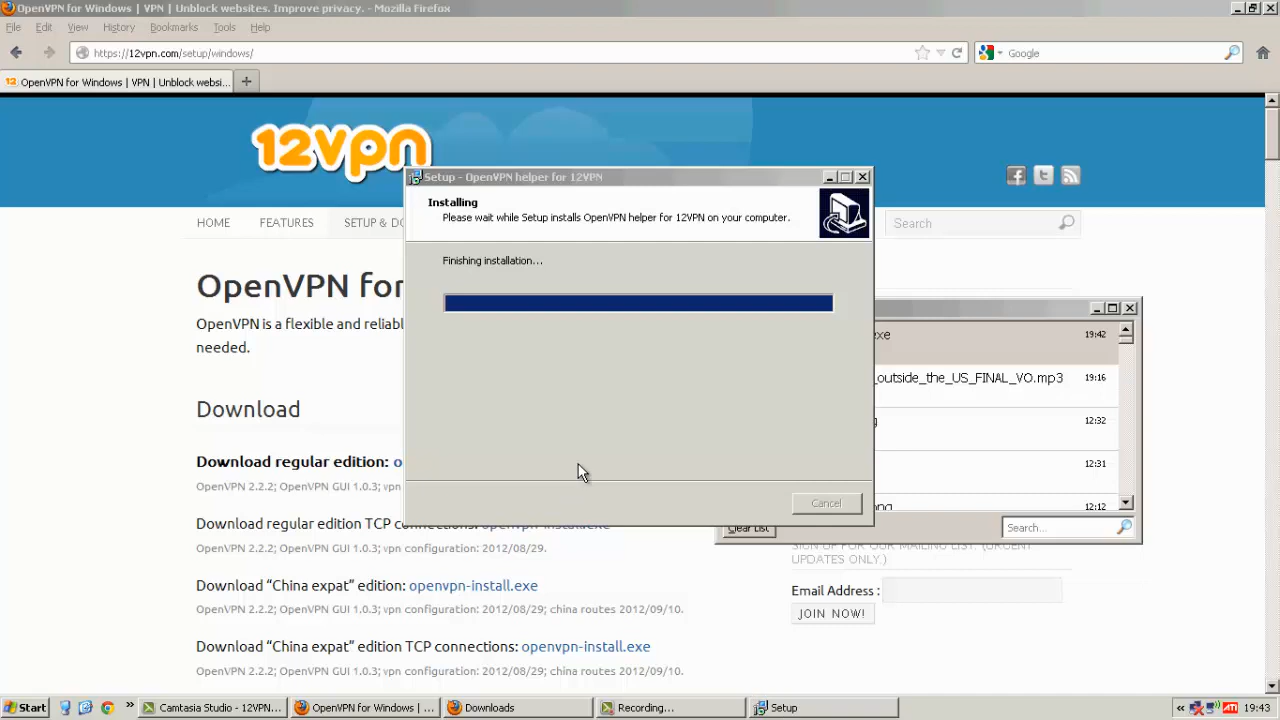 OpenVPN for Windows | VPN | Unblock websites. Improve privacy. - Mozilla Firefox
File Edit View History Bookmarks Tools Help
https://12vpn.com/setup/windows/
Google
OpenVPN for Windows | VPN | Unblock websi...
12vpn
HOME FEATURES SETUP & DO
Search
Setup - OpenVPN helper for 12VPN
Installing
Please wait while Setup installs OpenVPN helper for 12VPN on your computer.
Finishing installation...
Cancel
OpenVPN for
OpenVPN is a flexible and reliab
needed.
exe 19:42
_outside_the_US_FINAL_VO.mp3 19:16
12:32
12:31
png 12:12
Clear List
Search...
Download
Download regular edition: o
OpenVPN 2.2.2; OpenVPN GUI 1.0.3; vpn
Download regular edition TCP connections: openvpn-install.exe
OpenVPN 2.2.2; OpenVPN GUI 1.0.3; vpn configuration: 2012/08/29.
Download “China expat” edition: openvpn-install.exe
OpenVPN 2.2.2; OpenVPN GUI 1.0.3; vpn configuration: 2012/08/29; china routes 2012/09/10.
Download “China expat” edition TCP connections: openvpn-install.exe
OpenVPN 2.2.2; OpenVPN GUI 1.0.3; vpn configuration: 2012/08/29; china routes 2012/09/10.
SIGN UP FOR OUR MAILING LIST. (URGENT
UPDATES ONLY.)
Email Address :
JOIN NOW!
Start
Camtasia Studio - 12VPN...
OpenVPN for Windows | ...
Downloads
Recording...
Setup
ATI
19:43